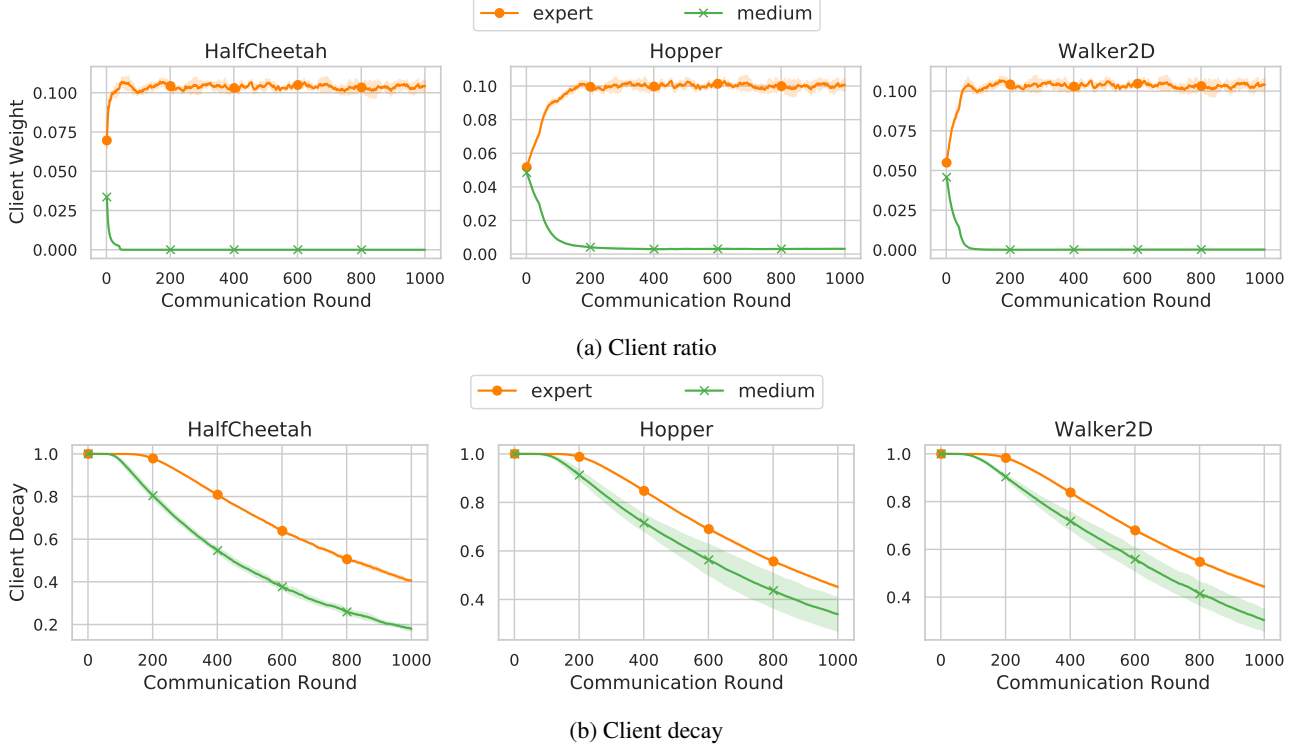 expert medium
HalfCheetah Hopper Walker2D
Client Weight
0.100 0.075 0.050 0.025 0.000
0.10 0.08 0.06 0.04 0.02 0.00
0.100 0.075 0.050 0.025 0.000
0 200 400 600 800 1000 0 200 400 600 800 1000 0 200 400 600 800 1000
Communication Round Communication Round Communication Round
(a) Client ratio
expert medium
HalfCheetah Hopper Walker2D
Client Decay
1.0 0.8 0.6 0.4 0.2
1.0 0.8 0.6 0.4
1.0 0.8 0.6 0.4
0 200 400 600 800 1000 0 200 400 600 800 1000 0 200 400 600 800 1000
Communication Round Communication Round Communication Round
(b) Client decay